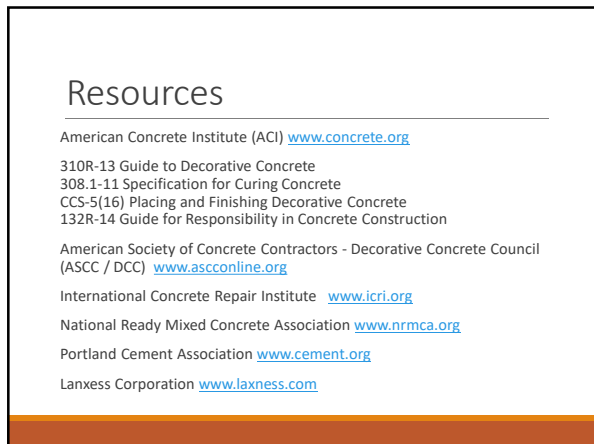 Resources
American Concrete Institute (ACI) www.concrete.org
310R-13 Guide to Decorative Concrete
308.1-11 Specification for Curing Concrete
CCS-5(16) Placing and Finishing Decorative Concrete
132R-14 Guide for Responsibility in Concrete Construction
American Society of Concrete Contractors - Decorative Concrete Council
(ASCC / DCC) www.ascconline.org
International Concrete Repair Institute www.icri.org
National Ready Mixed Concrete Association www.nrmca.org
Portland Cement Association www.cement.org
Lanxess Corporation www.laxness.com